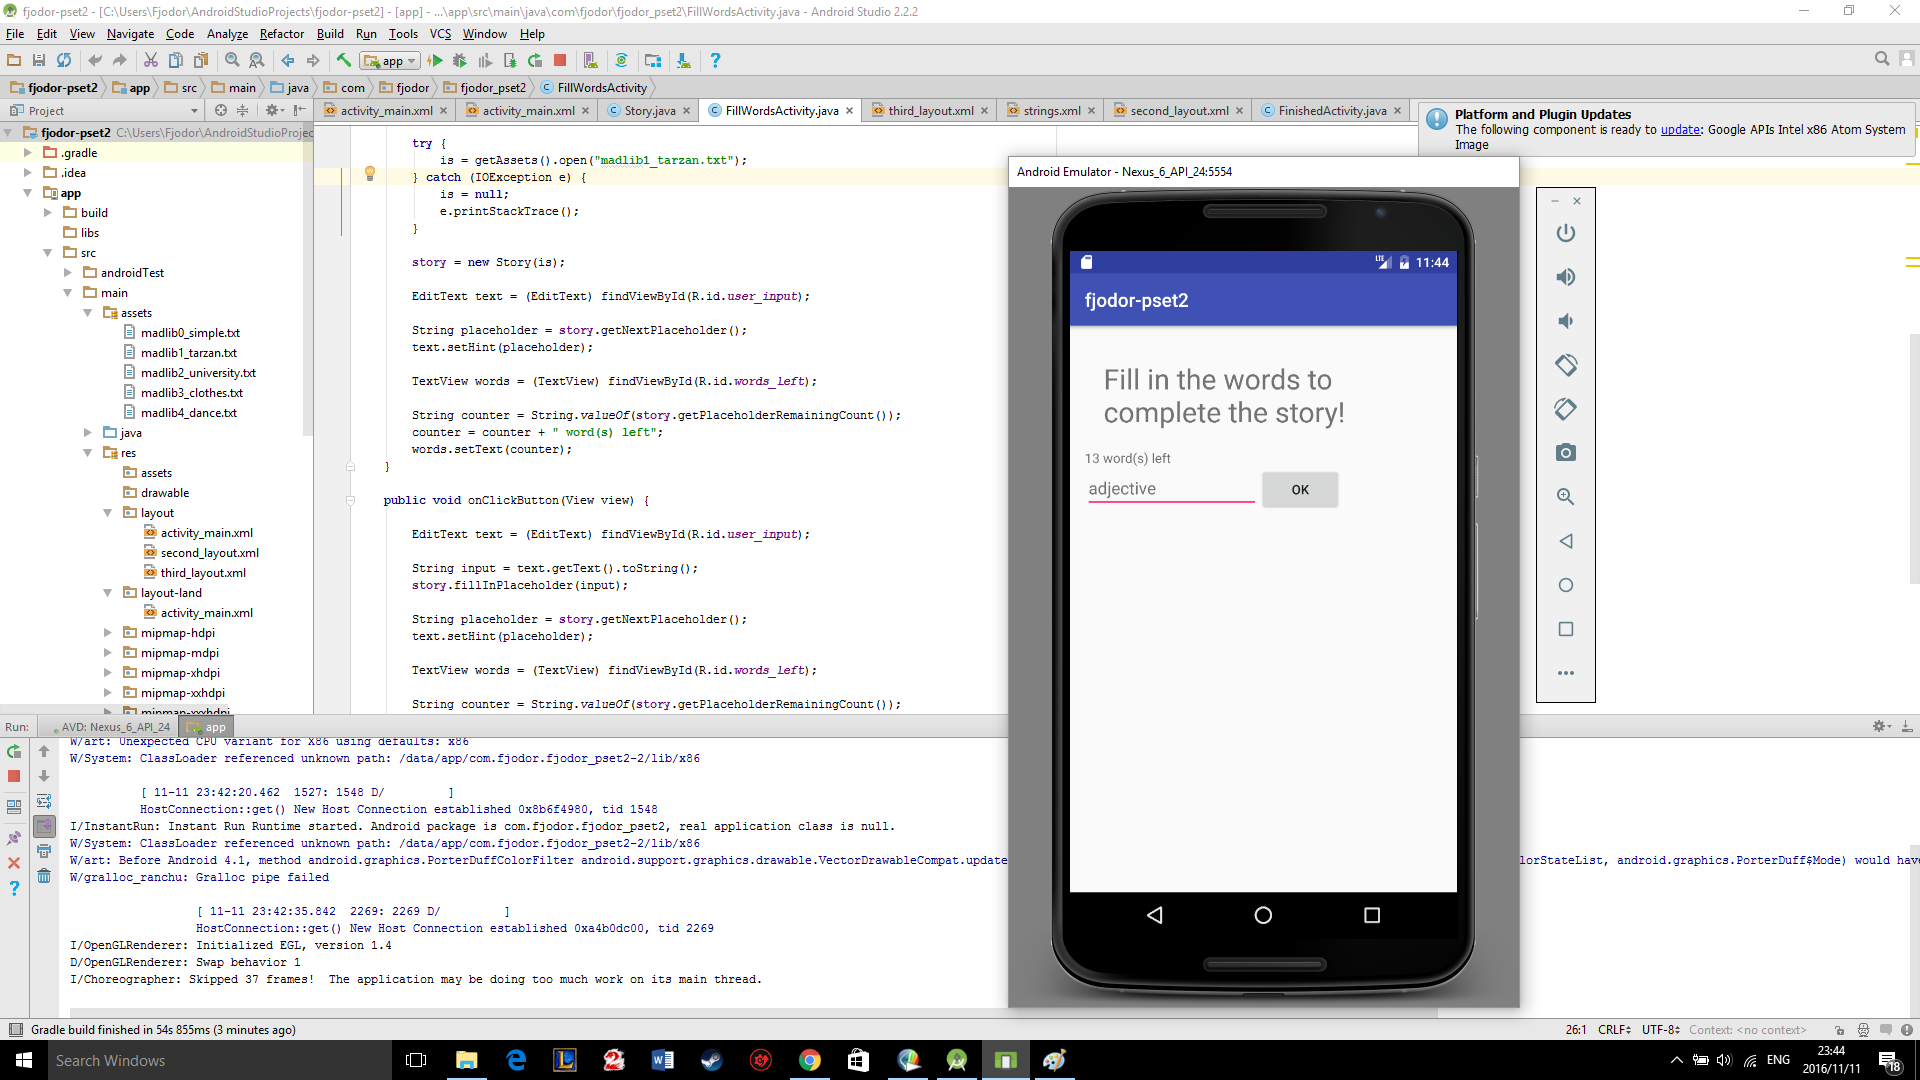 fjodor-pset2 - [C:\Users\Fjodor\AndroidStudioProjects\fjodor-pset2] - [app] - ...\app\src\main\java\com\fjodor\fjodor_pset2\FillWordsActivity.java - Android Studio 2.2.2
File Edit View Navigate Code Analyze Refactor Build Run Tools VCS Window Help
app
fjodor-pset2 app src main java com fjodor fjodor_pset2 FillWordsActivity
Project
activity_main.xml activity_main.xml Story.java FillWordsActivity.java third_layout.xml strings.xml second_layout.xml FinishedActivity.java
Platform and Plugin Updates
The following component is ready to update: Google APIs Intel x86 Atom System
Image
fjodor-pset2 C:\Users\Fjodor\AndroidStudioProjec
.gradle
.idea
app
build
libs
src
androidTest
main
assets
madlib0_simple.txt
madlib1_tarzan.txt
madlib2_university.txt
madlib3_clothes.txt
madlib4_dance.txt
java
res
assets
drawable
layout
activity_main.xml
second_layout.xml
third_layout.xml
layout-land
activity_main.xml
mipmap-hdpi
mipmap-mdpi
mipmap-xhdpi
mipmap-xxhdpi
mipmap-xxxhdpi
try {
is = getAssets().open("madlib1_tarzan.txt");
} catch (IOException e) {
is = null;
e.printStackTrace();
}
story = new Story(is);
EditText text = (EditText) findViewById(R.id.user_input);
String placeholder = story.getNextPlaceholder();
text.setHint(placeholder);
TextView words = (TextView) findViewById(R.id.words_left);
String counter = String.valueOf(story.getPlaceholderRemainingCount());
counter = counter + " word(s) left";
words.setText(counter);
}
public void onClickButton(View view) {
EditText text = (EditText) findViewById(R.id.user_input);
String input = text.getText().toString();
story.fillInPlaceholder(input);
String placeholder = story.getNextPlaceholder();
text.setHint(placeholder);
TextView words = (TextView) findViewById(R.id.words_left);
String counter = String.valueOf(story.getPlaceholderRemainingCount());
Android Emulator - Nexus_6_API_24:5554
LTE 11:44
fjodor-pset2
Fill in the words to
complete the story!
13 word(s) left
adjective OK
Run: AVD: Nexus_6_API_24 app
W/art: Unexpected CPU variant for X86 using defaults: x86
W/System: ClassLoader referenced unknown path: /data/app/com.fjodor.fjodor_pset2-2/lib/x86
[ 11-11 23:42:20.462 1527: 1548 D/ ]
HostConnection::get() New Host Connection established 0x8b6f4980, tid 1548
I/InstantRun: Instant Run Runtime started. Android package is com.fjodor.fjodor_pset2, real application class is null.
W/System: ClassLoader referenced unknown path: /data/app/com.fjodor.fjodor_pset2-2/lib/x86
W/art: Before Android 4.1, method android.graphics.PorterDuffColorFilter android.support.graphics.drawable.VectorDrawableCompat.update lorStateList, android.graphics.PorterDuff$Mode) would have
W/gralloc_ranchu: Gralloc pipe failed
[ 11-11 23:42:35.842 2269: 2269 D/ ]
HostConnection::get() New Host Connection established 0xa4b0dc00, tid 2269
I/OpenGLRenderer: Initialized EGL, version 1.4
D/OpenGLRenderer: Swap behavior 1
I/Choreographer: Skipped 37 frames! The application may be doing too much work on its main thread.
Gradle build finished in 54s 855ms (3 minutes ago)
26:1 CRLF UTF-8 Context: <no context>
Search Windows
ENG
23:44
2016/11/11
18